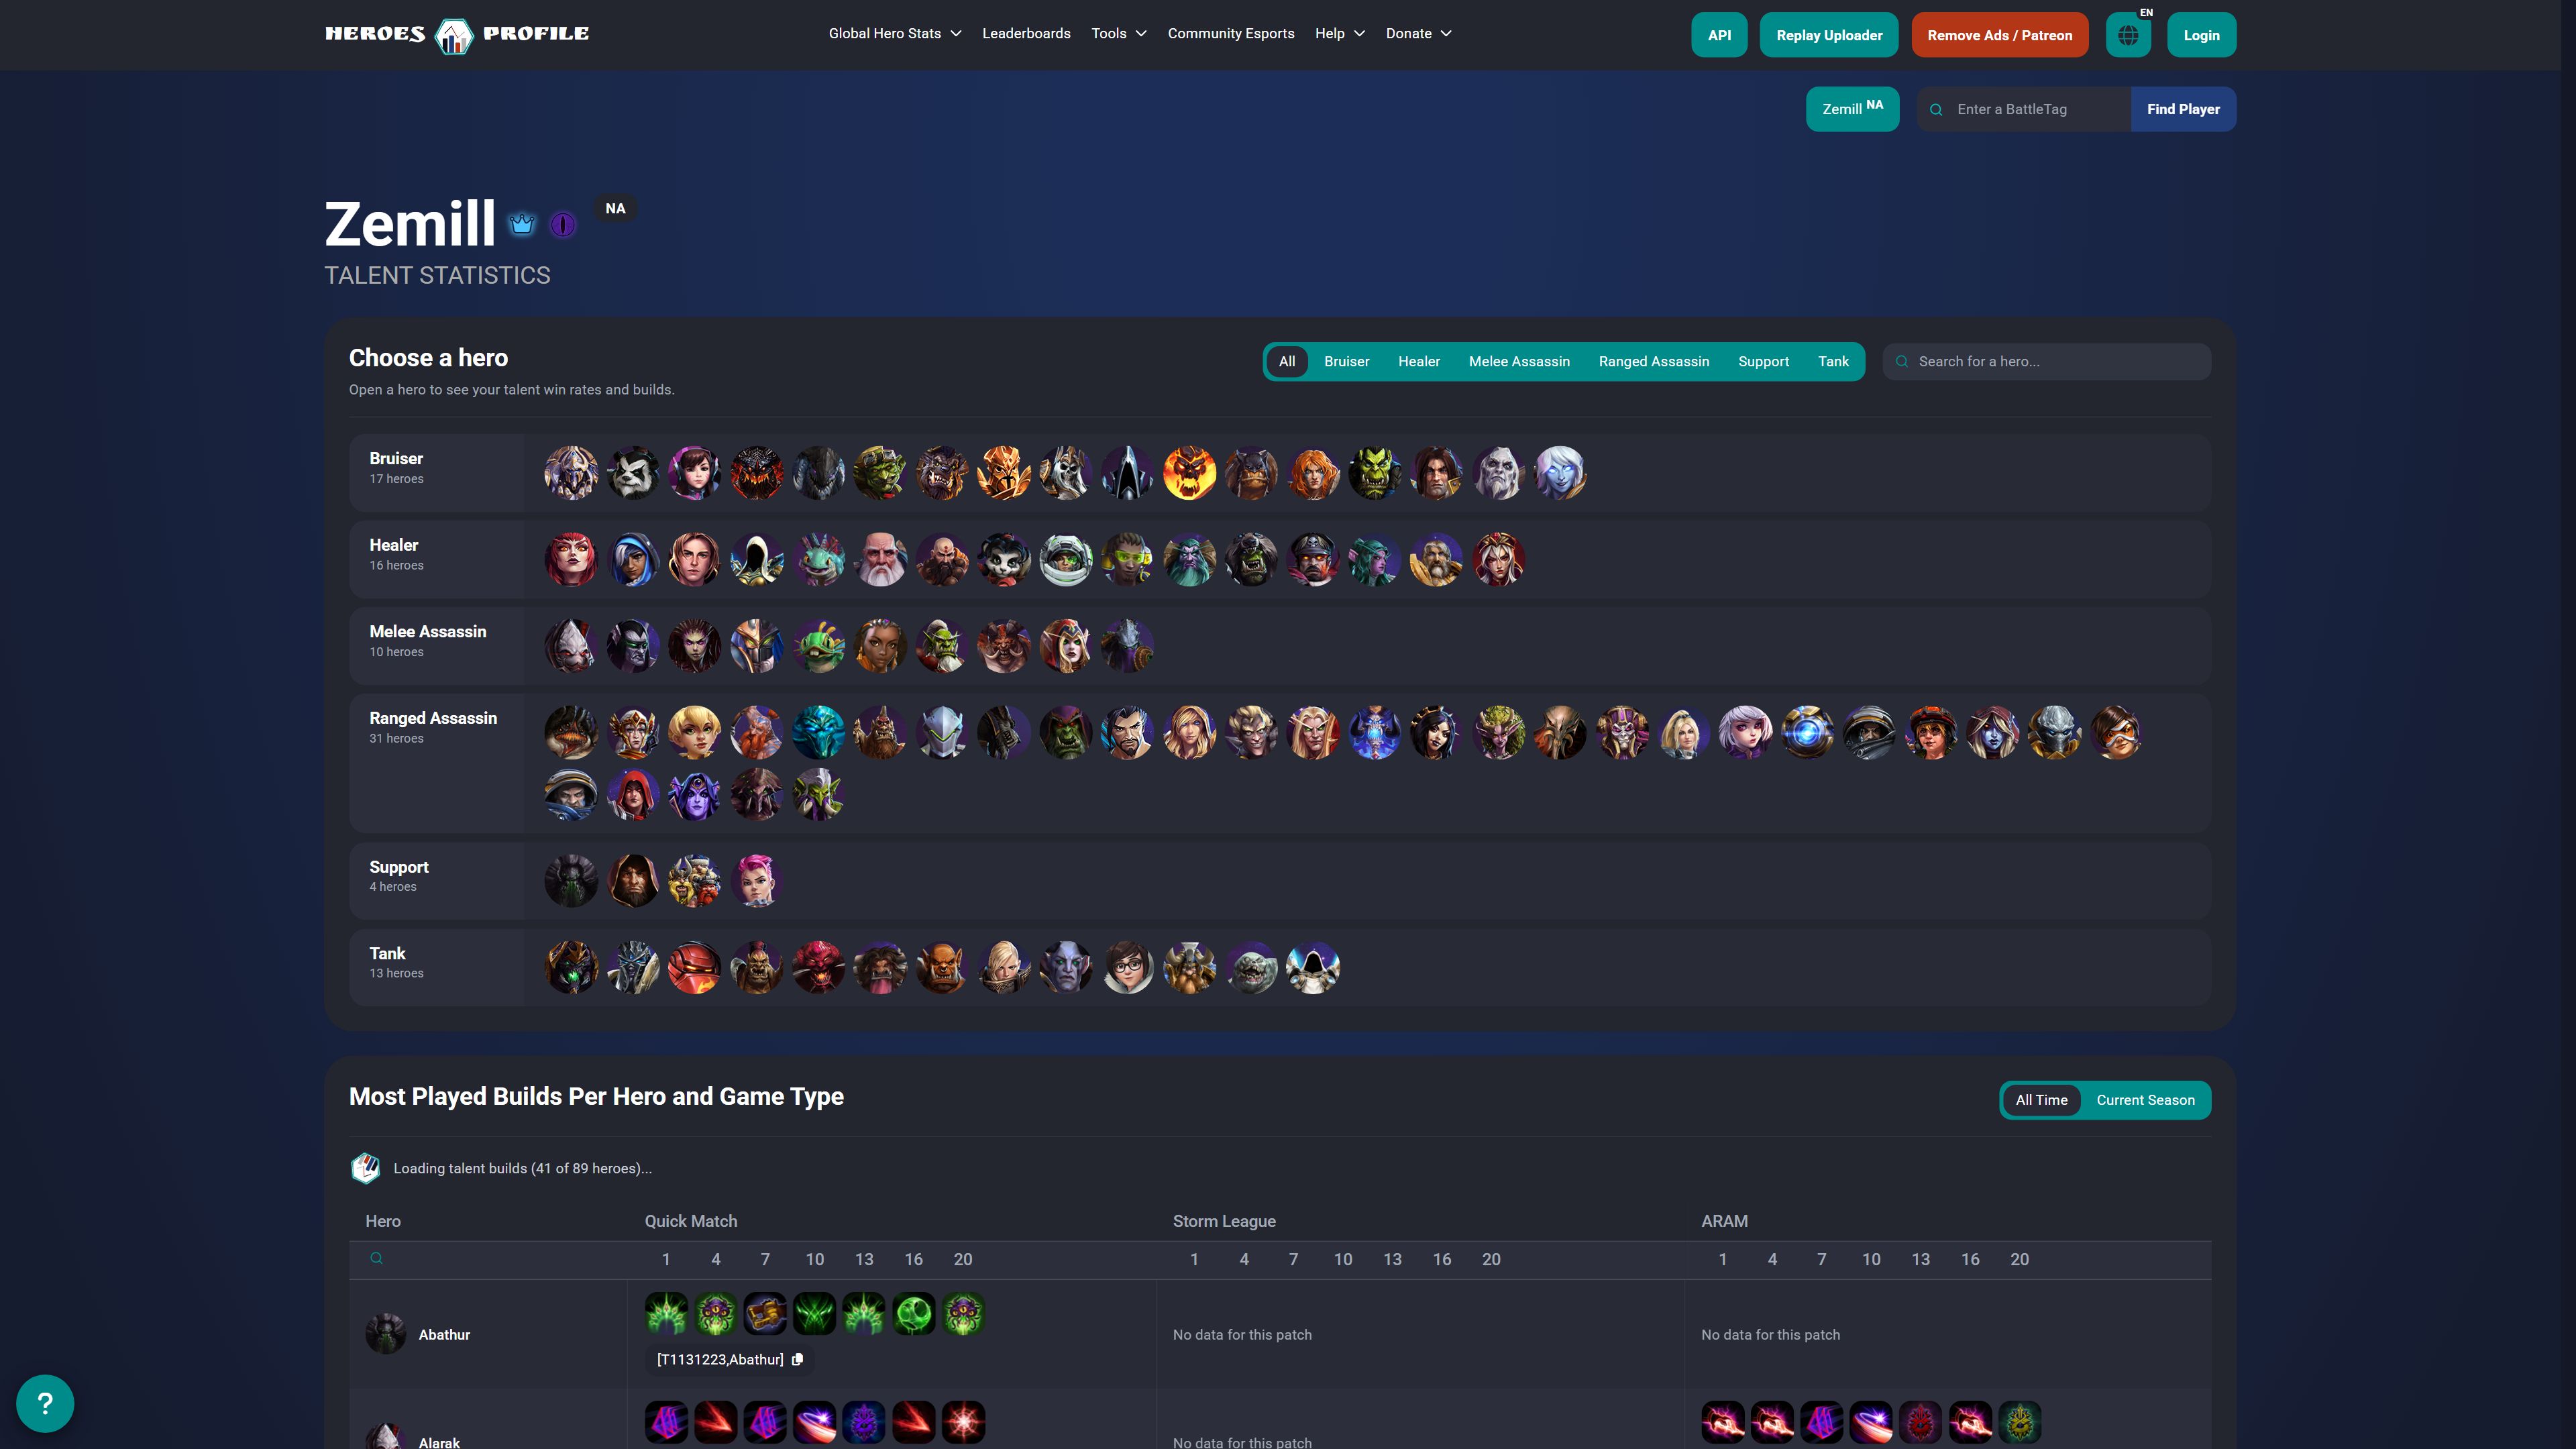 HEROES PROFILE
Global Hero Stats Leaderboards Tools Community Esports Help Donate
API Replay Uploader Remove Ads / Patreon EN Login
Zemill NA Enter a BattleTag Find Player
Zemill NA
TALENT STATISTICS
Choose a hero
All Bruiser Healer Melee Assassin Ranged Assassin Support Tank Search for a hero...
Open a hero to see your talent win rates and builds.
Bruiser
17 heroes
Healer
16 heroes
Melee Assassin
10 heroes
Ranged Assassin
31 heroes
Support
4 heroes
Tank
13 heroes
Most Played Builds Per Hero and Game Type
All Time Current Season
Loading talent builds (41 of 89 heroes)...
Hero Quick Match Storm League ARAM
1 4 7 10 13 16 20 1 4 7 10 13 16 20 1 4 7 10 13 16 20
Abathur No data for this patch No data for this patch
[T1131223,Abathur]
Alarak No data for this patch
?